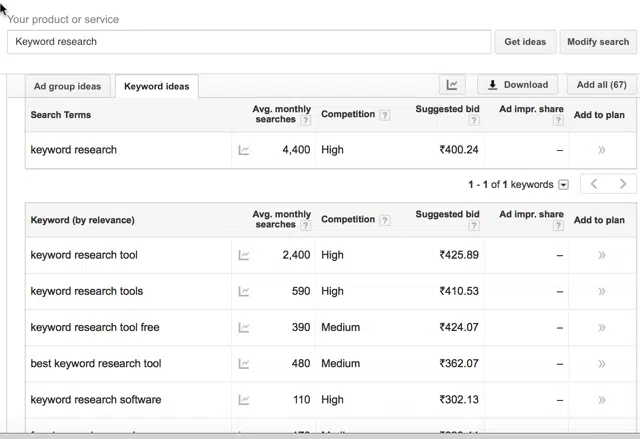 Your product or service
Keyword research
Get ideas
Modify search
Ad group ideas
Keyword ideas
Download
Add all (67)
Search Terms
Avg. monthly searches ?
Competition ?
Suggested bid ?
Ad impr. share ?
Add to plan
keyword research 4,400 High ₹400.24 – »
1 - 1 of 1 keywords
Keyword (by relevance)
Avg. monthly searches ?
Competition ?
Suggested bid ?
Ad impr. share ?
Add to plan
keyword research tool 2,400 High ₹425.89 – »
keyword research tools 590 High ₹410.53 – »
keyword research tool free 390 Medium ₹424.07 – »
best keyword research tool 480 Medium ₹362.07 – »
keyword research software 110 High ₹302.13 – »